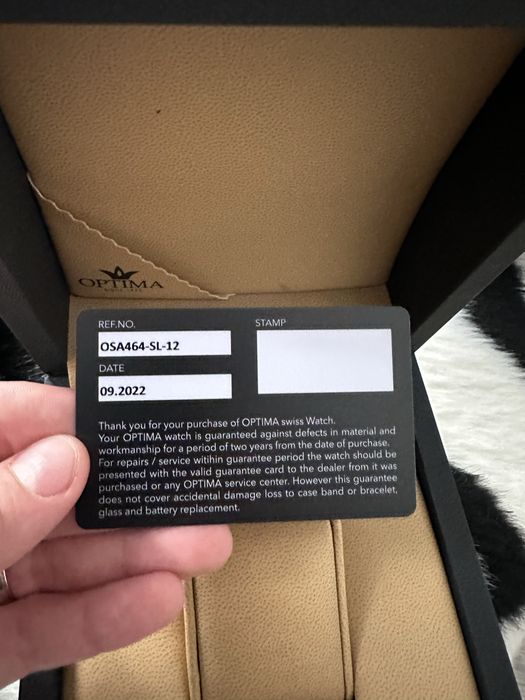 OPTIMA
REF.NO.
OSA464-SL-12
STAMP
DATE
09.2022
Thank you for your purchase of OPTIMA swiss Watch.
Your OPTIMA watch is guaranteed against defects in material and
workmanship for a period of two years from the date of purchase.
For repairs / service withihn guarantee period the watch should be
presented with the valid guarantee card to the dealer from it was
purchased or any OPTIMA service center. However this guarantee
does not cover accidental damage loss to case band or bracelet,
glass and battery replacement.